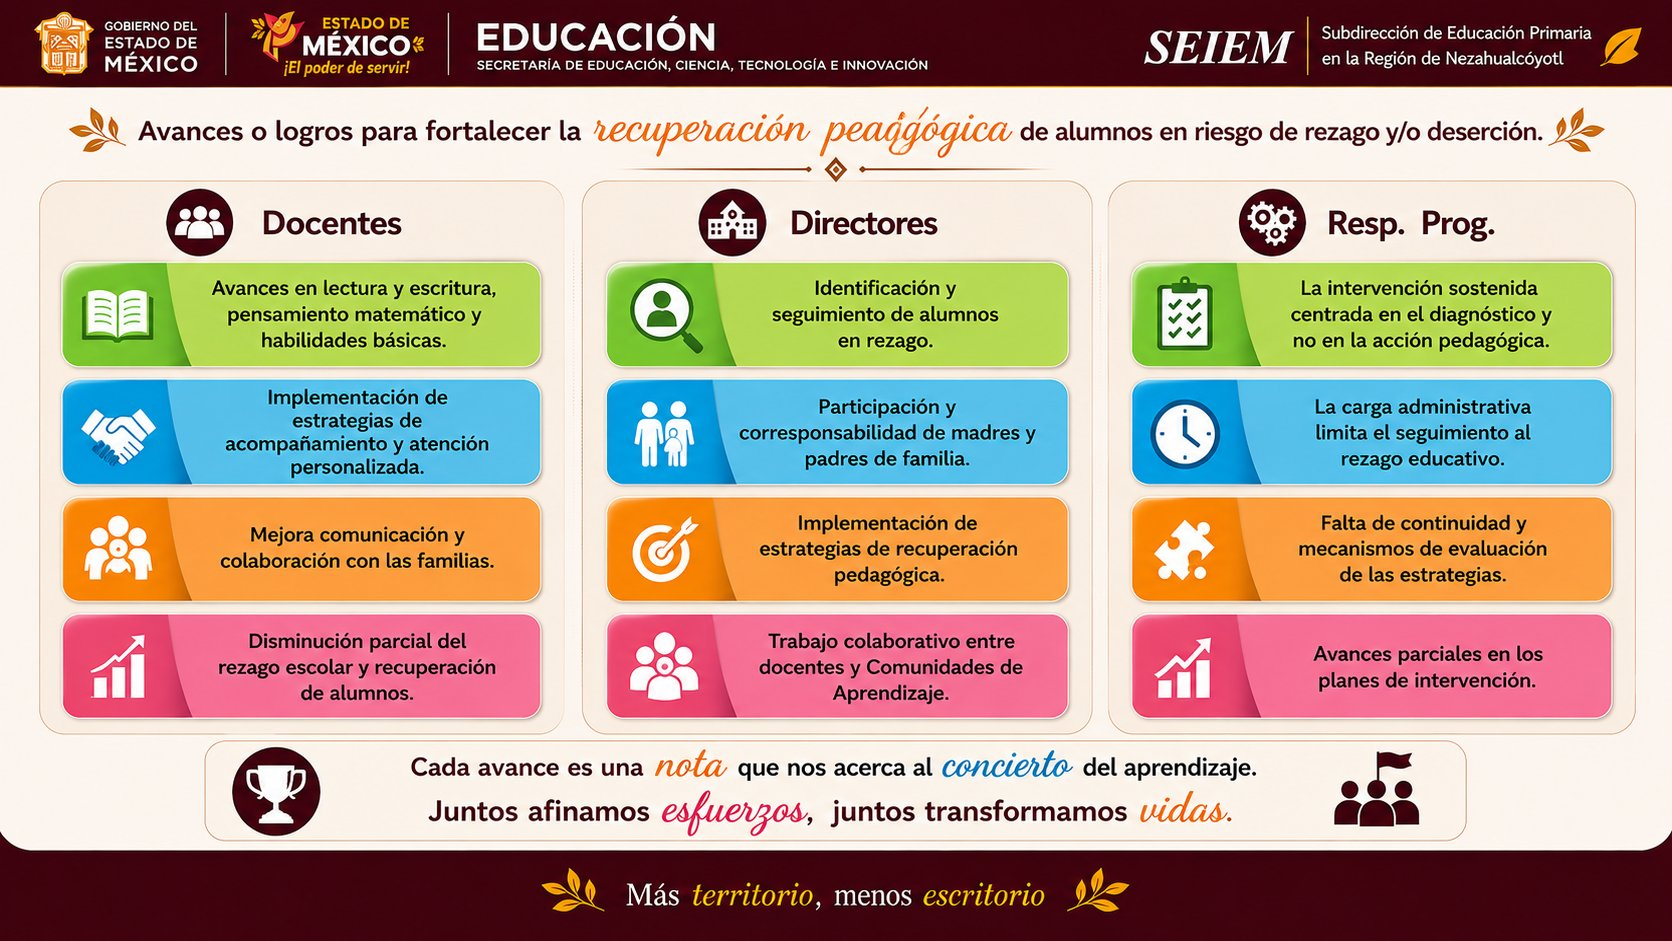 GOBIERNO DEL
ESTADO DE
MÉXICO
ESTADO DE
MÉXICO
¡El poder de servir!
EDUCACIÓN
SECRETARÍA DE EDUCACIÓN, CIENCIA, TECNOLOGÍA E INNOVACIÓN
SEIEM
Subdirección de Educación Primaria
en la Región de Nezahualcóyotl
Avances o logros para fortalecer la recuperación peadgógica de alumnos en riesgo de rezago y/o deserción.
Docentes
Avances en lectura y escritura,
pensamiento matemático y
habilidades básicas.
Implementación de
estrategias de
acompañamiento y atención
personalizada.
Mejora comunicación y
colaboración con las familias.
Disminución parcial del
rezago escolar y recuperación
de alumnos.
Directores
Identificación y
seguimiento de alumnos
en rezago.
Participación y
corresponsabilidad de madres y
padres de familia.
Implementación de
estrategias de recuperación
pedagógica.
Trabajo colaborativo entre
docentes y Comunidades de
Aprendizaje.
Resp. Prog.
La intervención sostenida
centrada en el diagnóstico y
no en la acción pedagógica.
La carga administrativa
limita el seguimiento al
rezago educativo.
Falta de continuidad y
mecanismos de evaluación
de las estrategias.
Avances parciales en los
planes de intervención.
Cada avance es una nota que nos acerca al concierto del aprendizaje.
Juntos afinamos esfuerzos, juntos transformamos vidas.
Más territorio, menos escritorio